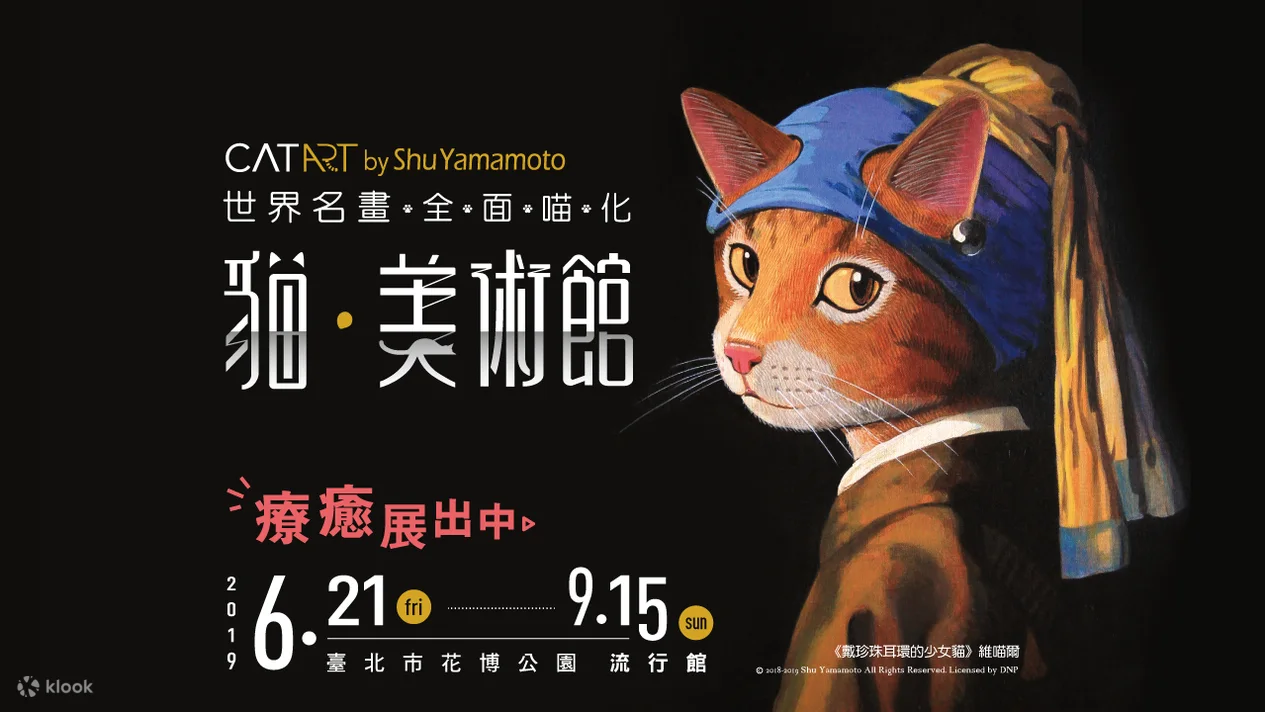 CATART by Shu Yamamoto
世界名畫・全・面・喵・化
貓・美術館
療癒展出中
2019 6.21 fri 9.15 sun
臺北市花博公園 流行館
《戴珍珠耳環的少女貓》維喵爾
© 2018-2019 Shu Yamamoto All Rights Reserved. Licensed by DNP
klook